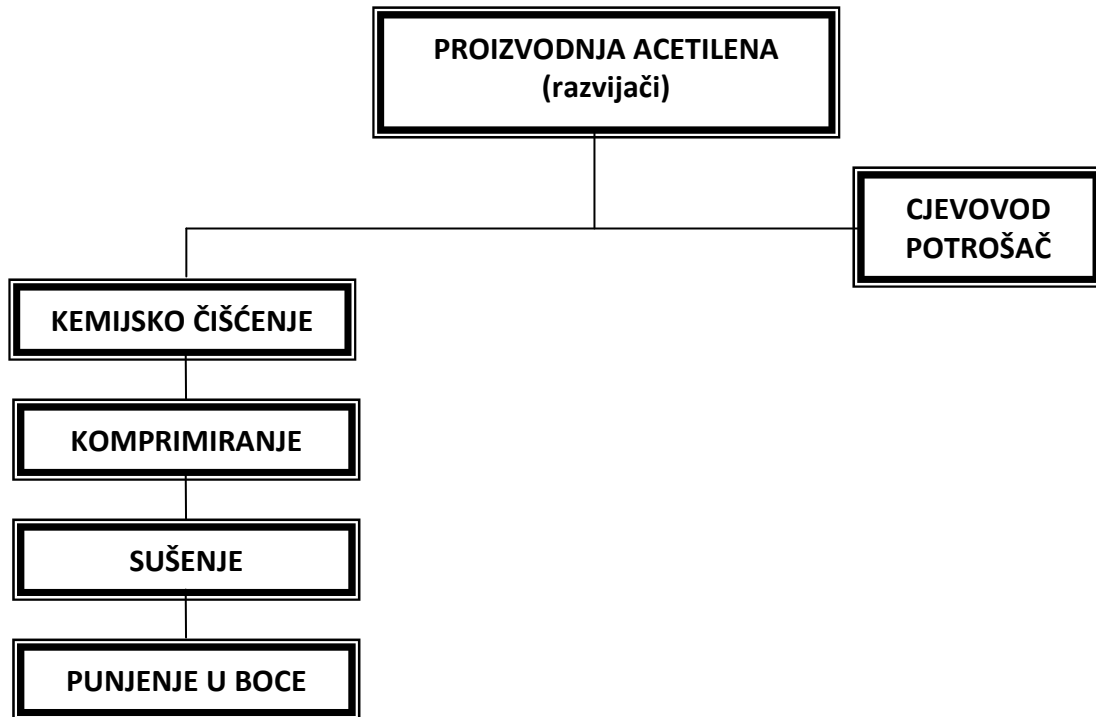 PROIZVODNJA ACETILENA
(razvijači)
CJEVOVOD
POTROŠAČ
KEMIJSKO ČIŠĆENJE
KOMPRIMIRANJE
SUŠENJE
PUNJENJE U BOCE